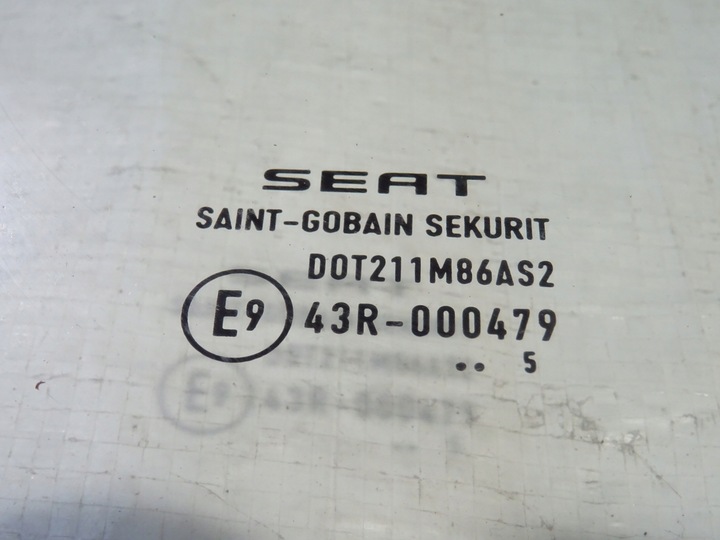 SEAT
SAINT-GOBAIN SEKURIT
DOT211M86AS2
E9 43R-000479
.. 5